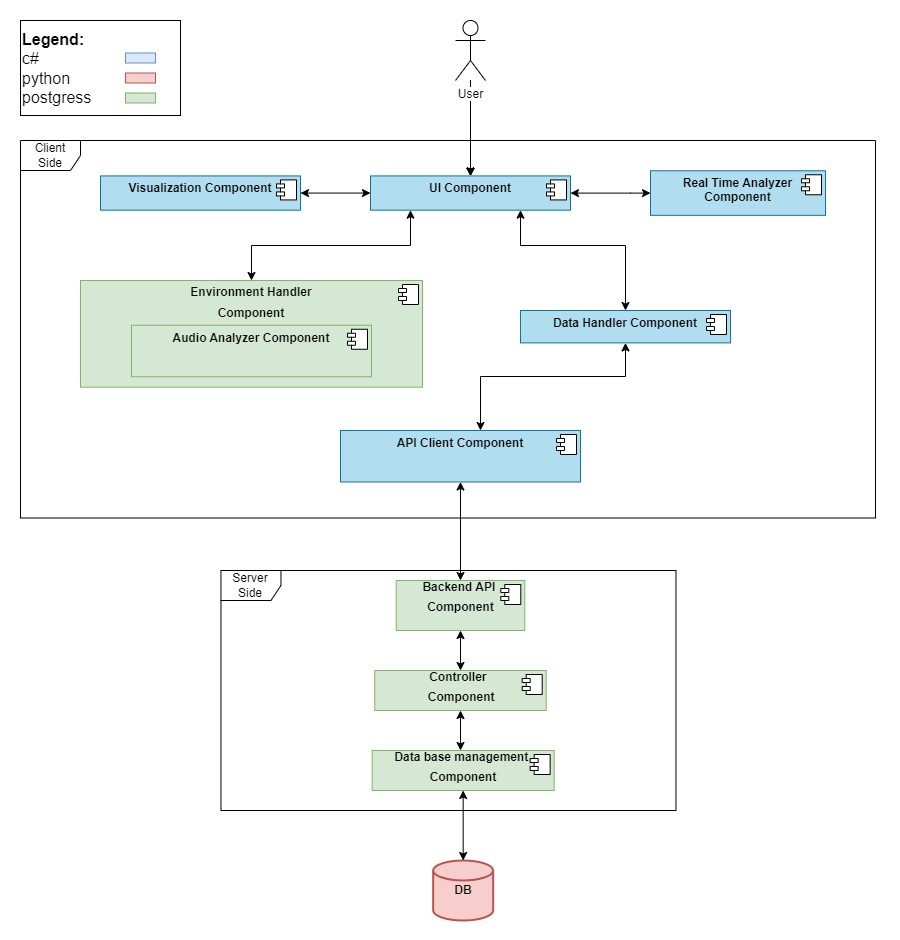 Legend:
c#
python
postgress
User
Client
Side
Visualization Component
UI Component
Real Time Analyzer
Component
Environment Handler
Component
Audio Analyzer Component
Data Handler Component
API Client Component
Server
Side
Backend API
Component
Controller
Component
Data base management
Component
DB